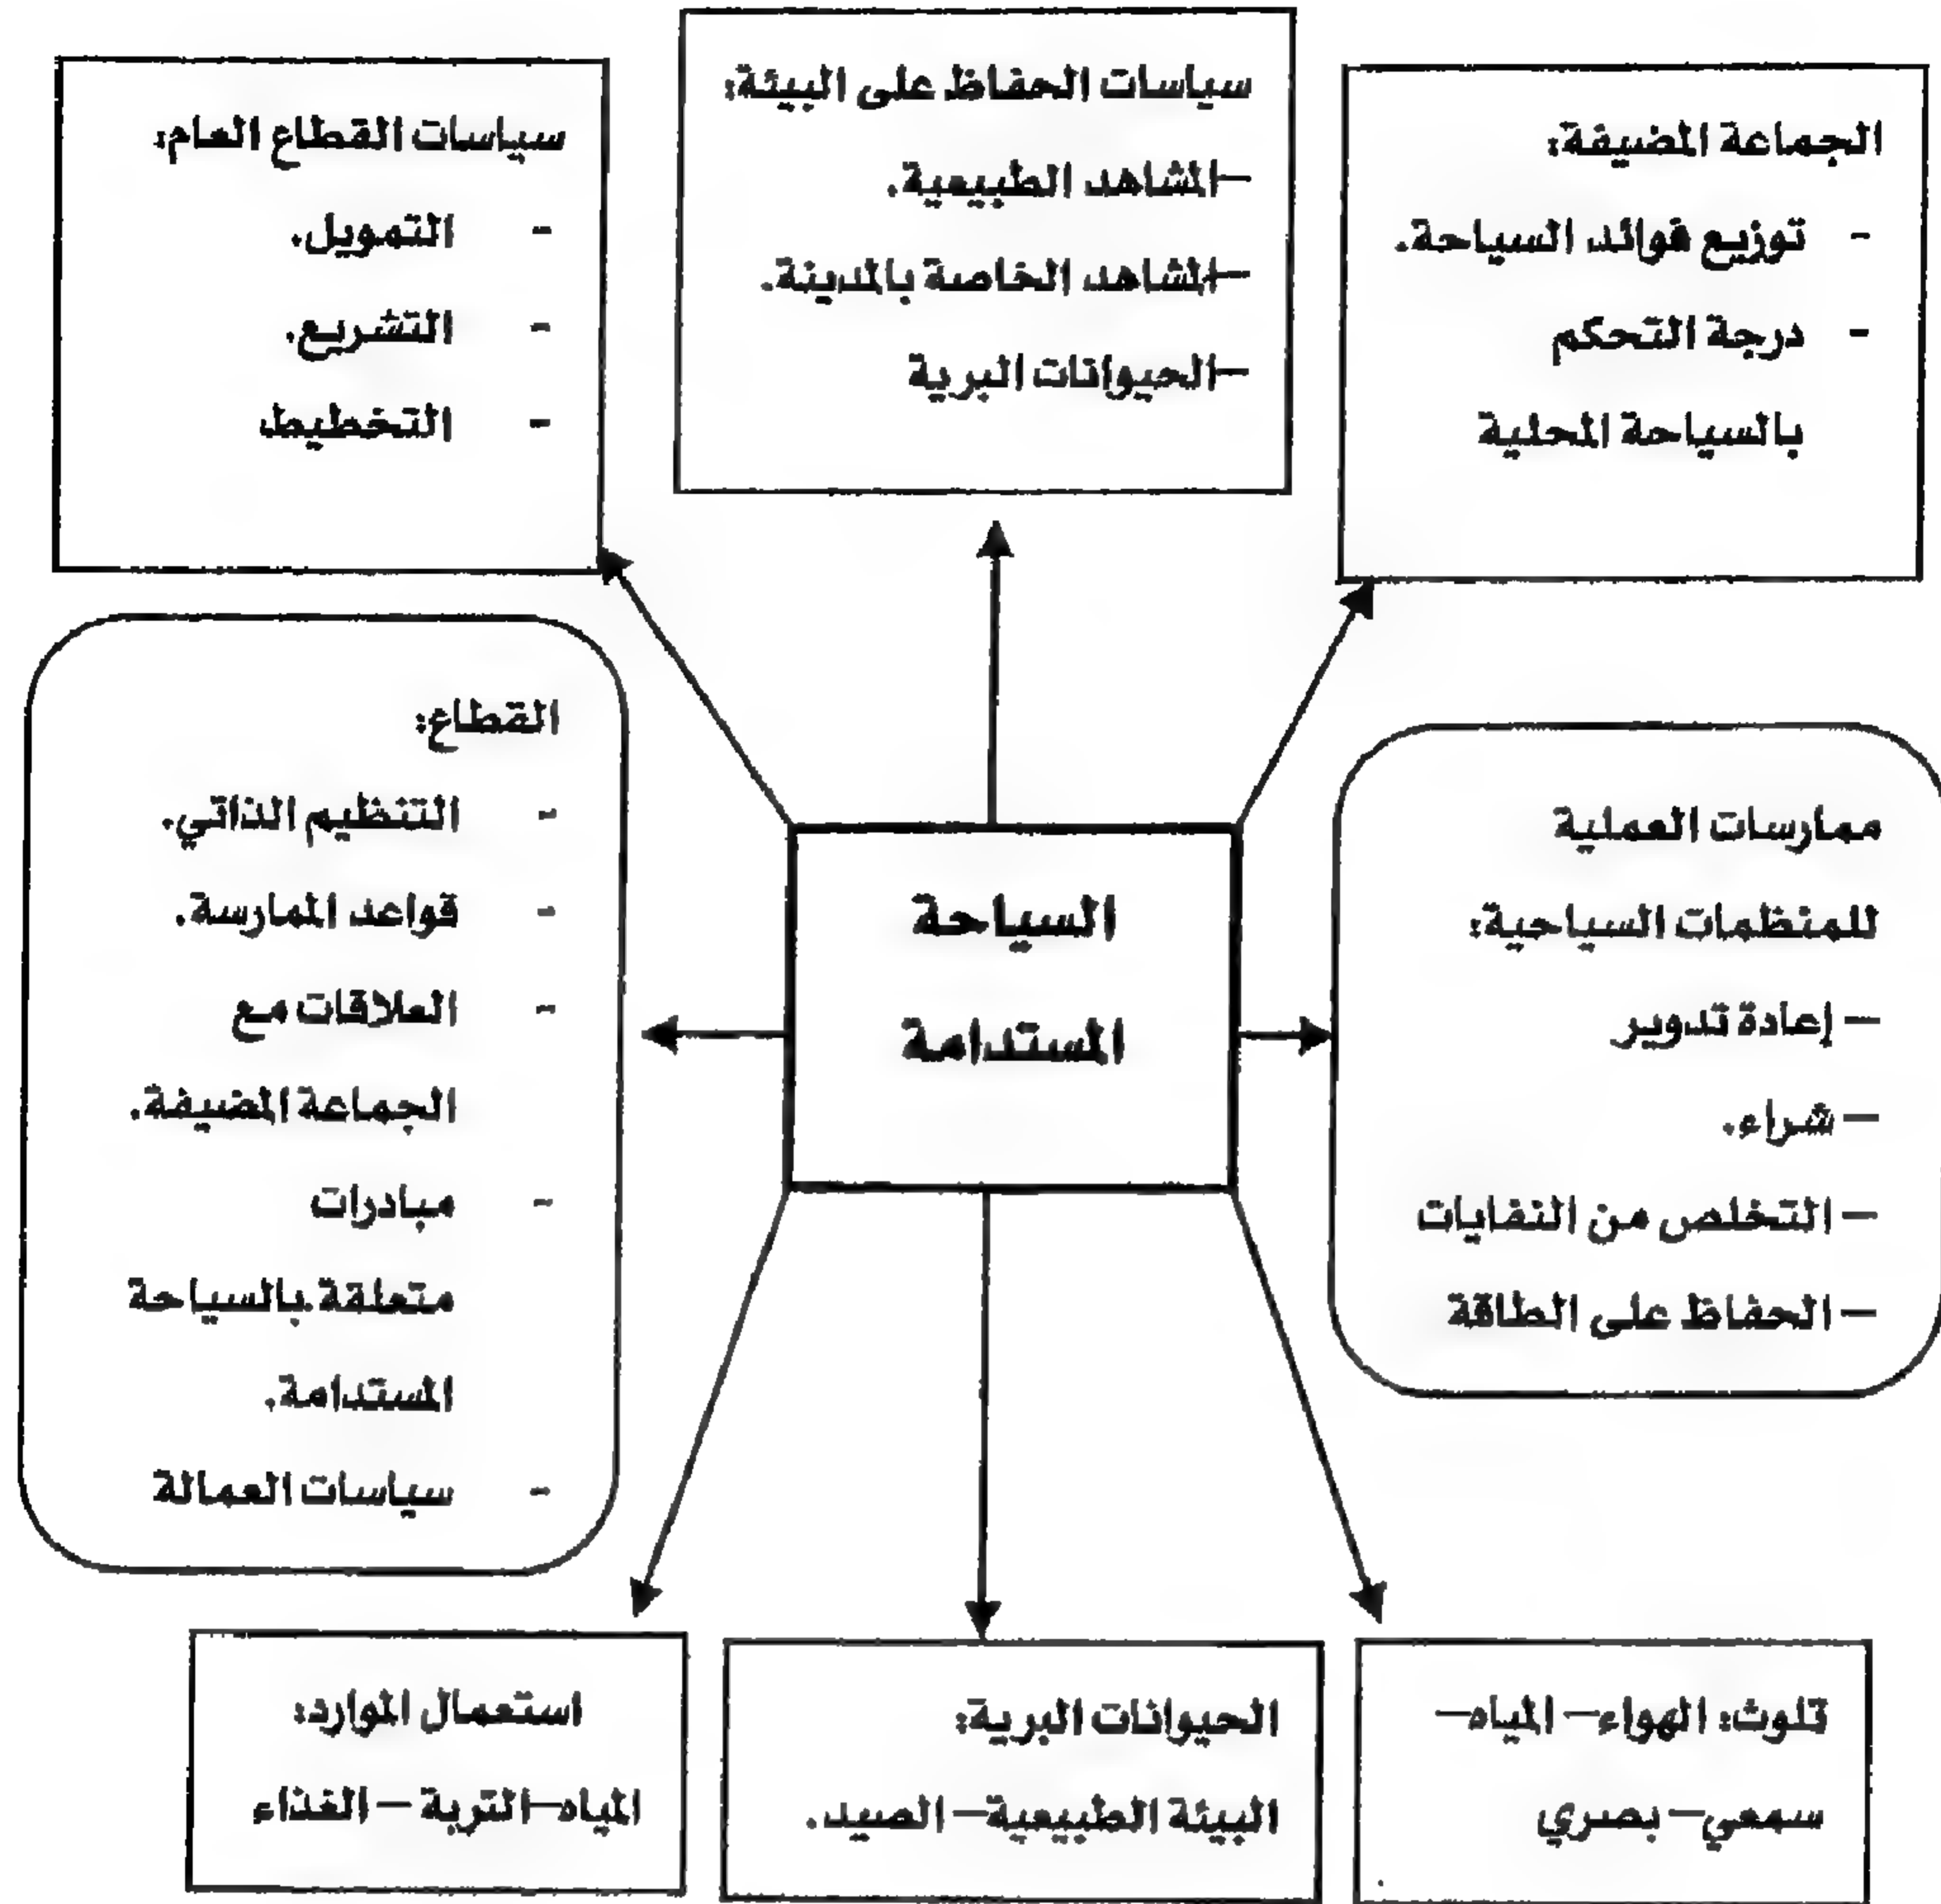 الجماعة المضيفة:
- توزيع فوائد السياحة.
- درجة التحكم
بالسياحة المحلية
سياسات الحفاظ على البيئة:
-المشاهد الطبيعية.
-المشاهد الخاصة بالمدينة.
-الحيوانات البرية
سياسات القطاع العام:
- التمويل.
- التشريع.
- التخطيط
ممارسات العملية
للمنظمات السياحية:
- إعادة تدوير
- شراء.
- التخلص من النفايات
- الحفاظ على الطاقة
السياحة
المستدامة
القطاع:
- التنظيم الذاتي.
- قواعد الممارسة.
- العلاقات مع
الجماعة المضيفة.
- مبادرات
متعلقة بالسياحة
المستدامة.
- سياسات العمالة
تلوث: الهواء- المياه-
سمعي- بصري
الحيوانات البرية:
البيئة الطبيعية- الصيد.
استعمال الموارد:
المياه-التربة - الغذاء